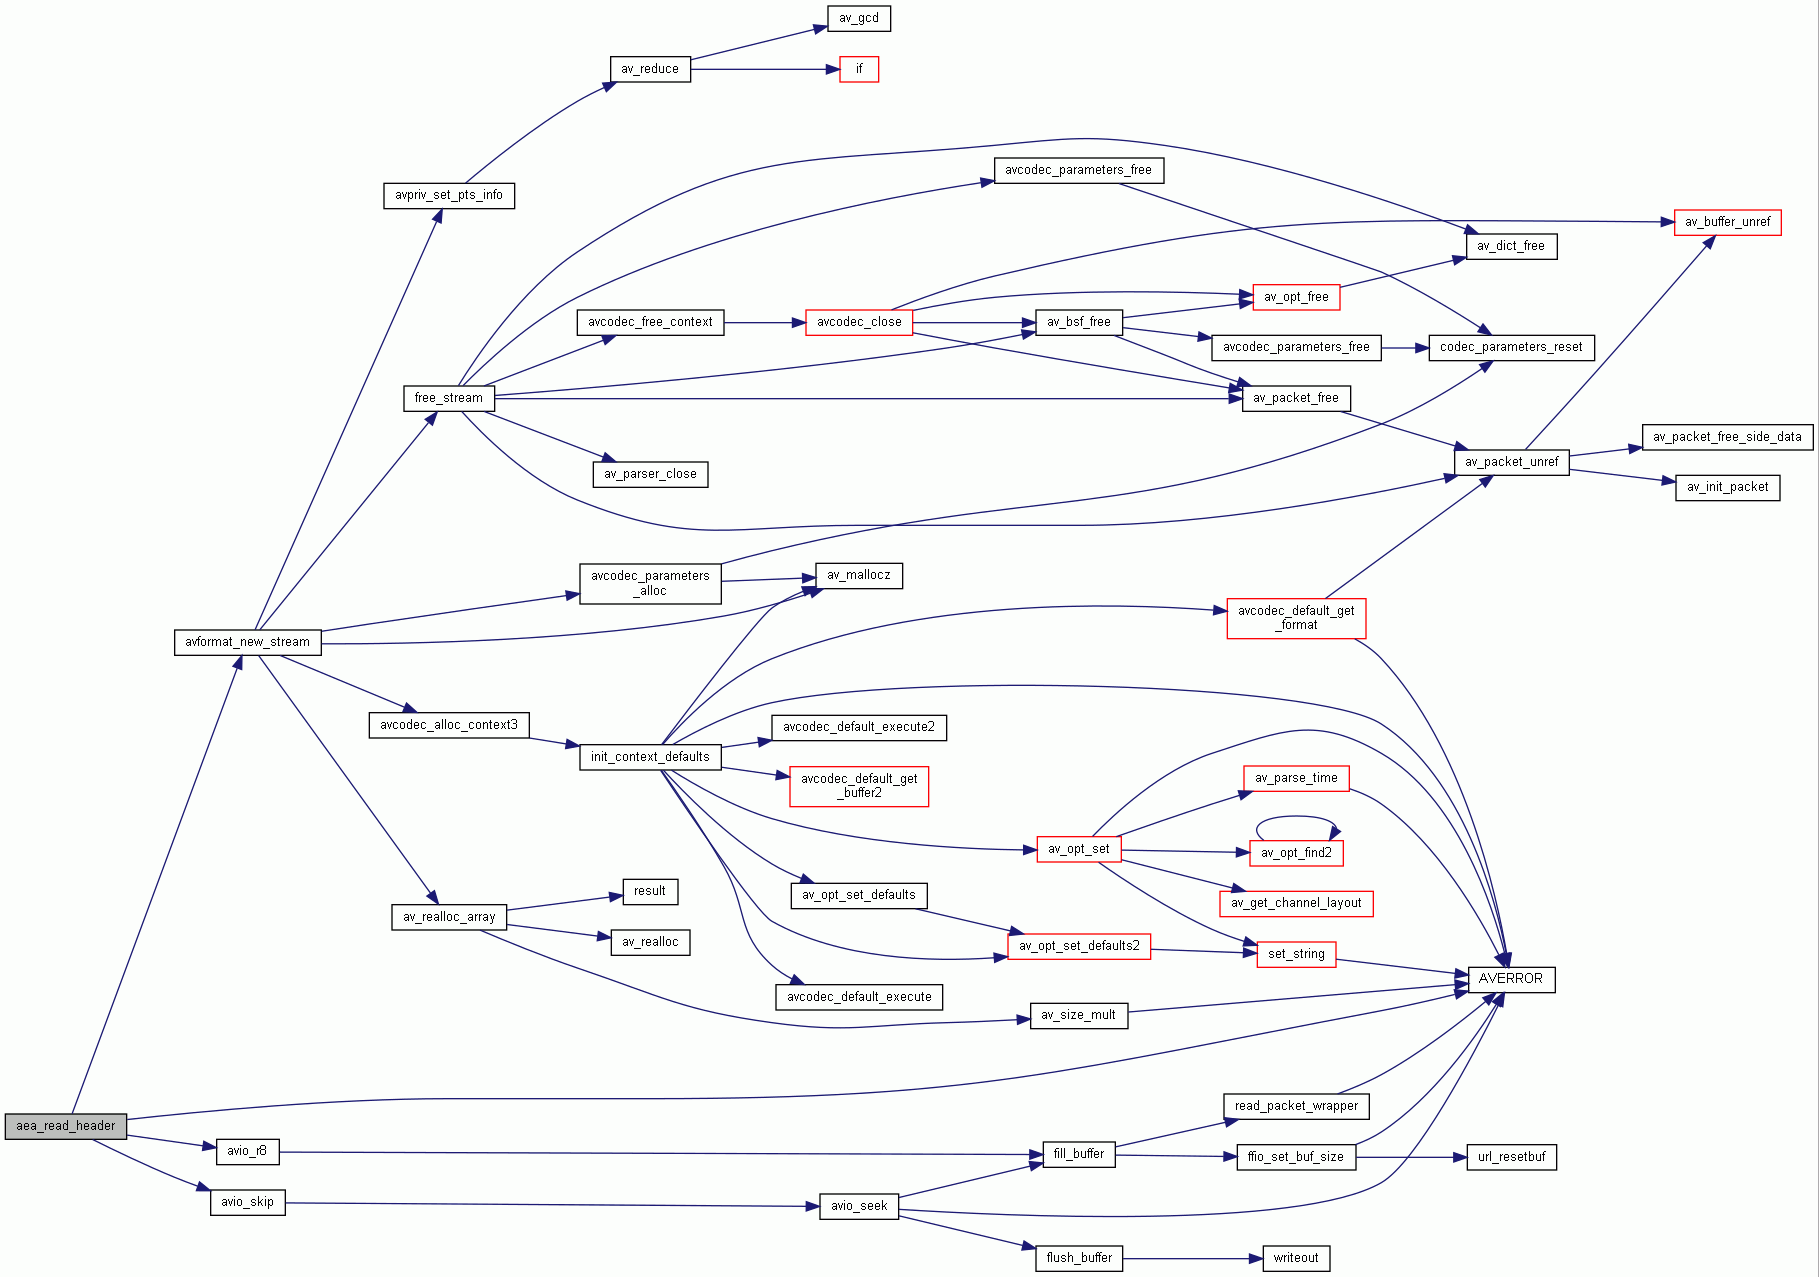 av_gcd
av_reduce
if
avcodec_parameters_free
avpriv_set_pts_info
av_buffer_unref
av_dict_free
av_opt_free
avcodec_free_context
avcodec_close
av_bsf_free
avcodec_parameters_free
codec_parameters_reset
free_stream
av_packet_free
av_packet_free_side_data
av_parser_close
av_packet_unref
av_init_packet
avcodec_parameters
_alloc
av_mallocz
avcodec_default_get
_format
avformat_new_stream
avcodec_alloc_context3
avcodec_default_execute2
init_context_defaults
avcodec_default_get
_buffer2
av_parse_time
av_opt_set
av_opt_find2
result
av_opt_set_defaults
av_get_channel_layout
av_realloc_array
av_realloc
av_opt_set_defaults2
set_string
AVERROR
avcodec_default_execute
av_size_mult
read_packet_wrapper
aea_read_header
avio_r8
fill_buffer
ffio_set_buf_size
url_resetbuf
avio_skip
avio_seek
flush_buffer
writeout